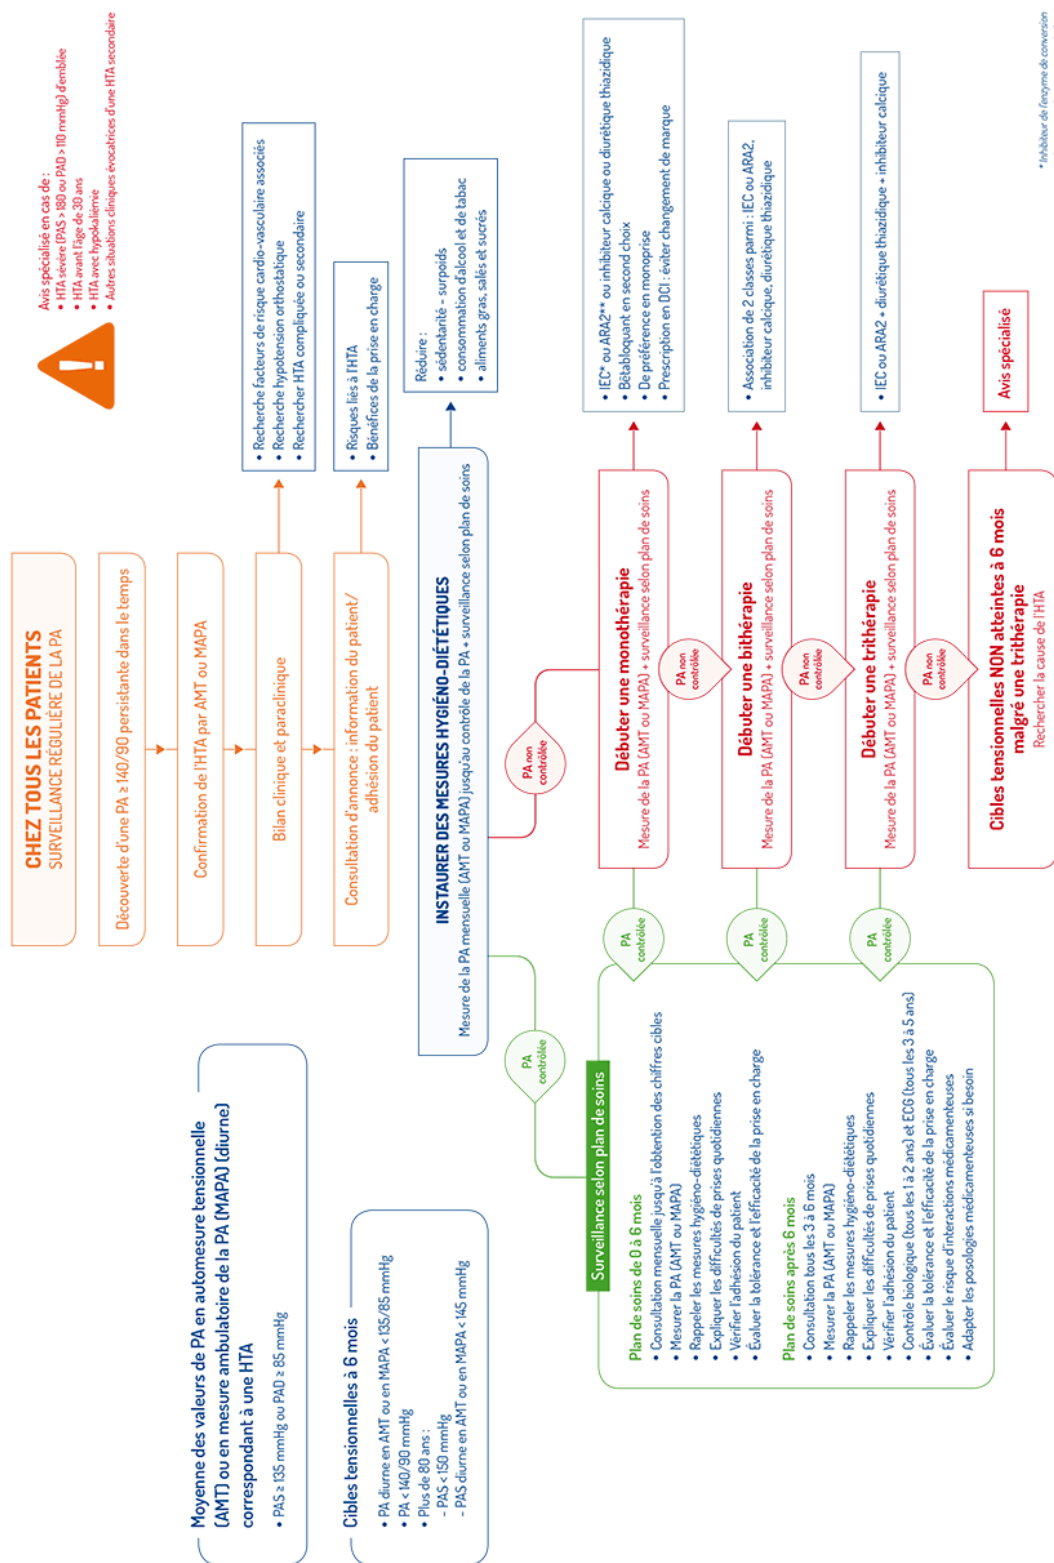 CHEZ TOUS LES PATIENTS
SURVEILLANCE RÉGULIÈRE DE LA PA
Avis spécialisé en cas de :
• HTA sévère (PAS > 180 ou PAD > 110 mmHg) d'emblée
• HTA avant l'âge de 30 ans
• HTA avec hypokaliémie
• Autres situations cliniques évocatrices d'une HTA secondaire
Découverte d'une PA ≥ 140/90 persistante dans le temps
Confirmation de l'HTA par AMT ou MAPA
Bilan clinique et paraclinique
• Recherche facteurs de risque cardio-vasculaire associés
• Recherche hypotension orthostatique
• Rechercher HTA compliquée ou secondaire
Consultation d'annonce : information du patient/
adhésion du patient
• Risques liés à l'HTA
• Bénéfices de la prise en charge
Moyenne des valeurs de PA en automesure tensionnelle
(AMT) ou en mesure ambulatoire de la PA (MAPA) (diurne)
correspondant à une HTA
• PAS ≥ 135 mmHg ou PAD ≥ 85 mmHg
Cibles tensionnelles à 6 mois
• PA diurne en AMT ou en MAPA < 135/85 mmHg
• PA < 140/90 mmHg
• Plus de 80 ans :
- PAS < 150 mmHg
- PAS diurne en AMT ou en MAPA < 145 mmHg
INSTAURER DES MESURES HYGIÉNO-DIÉTÉTIQUES
Mesure de la PA mensuelle (AMT ou MAPA) jusqu'au contrôle de la PA + surveillance selon plan de soins
Réduire :
• sédentarité - surpoids
• consommation d'alcool et de tabac
• aliments gras, salés et sucrés
PA
contrôlée
PA non
contrôlée
Surveillance selon plan de soins
Plan de soins de 0 à 6 mois
• Consultation mensuelle jusqu'à l'obtention des chiffres cibles
• Mesurer la PA (AMT ou MAPA)
• Rappeler les mesures hygiéno-diététiques
• Expliquer les difficultés de prises quotidiennes
• Vérifier l'adhésion du patient
• Évaluer la tolérance et l'efficacité de la prise en charge
Plan de soins après 6 mois
• Consultation tous les 3 à 6 mois
• Mesurer la PA (AMT ou MAPA)
• Rappeler les mesures hygiéno-diététiques
• Expliquer les difficultés de prises quotidiennes
• Vérifier l'adhésion du patient
• Contrôle biologique (tous les 1 à 2 ans) et ECG (tous les 3 à 5 ans)
• Évaluer la tolérance et l'efficacité de la prise en charge
• Évaluer le risque d'interactions médicamenteuses
• Adapter les posologies médicamenteuses si besoin
PA
contrôlée
Débuter une monothérapie
Mesure de la PA (AMT ou MAPA) + surveillance selon plan de soins
• IEC* ou ARA2** ou inhibiteur calcique ou diurétique thiazidique
• Bétabloquant en second choix
• De préférence en monoprise
• Prescription en DCI : éviter changement de marque
PA non
contrôlée
PA
contrôlée
Débuter une bithérapie
Mesure de la PA (AMT ou MAPA) + surveillance selon plan de soins
• Association de 2 classes parmi : IEC ou ARA2,
inhibiteur calcique, diurétique thiazidique
PA non
contrôlée
PA
contrôlée
Débuter une trithérapie
Mesure de la PA (AMT ou MAPA) + surveillance selon plan de soins
• IEC ou ARA2 + diurétique thiazidique + inhibiteur calcique
PA non
contrôlée
Cibles tensionnelles NON atteintes à 6 mois
malgré une trithérapie
Rechercher la cause de l'HTA
Avis spécialisé
* Inhibiteur de l'enzyme de conversion